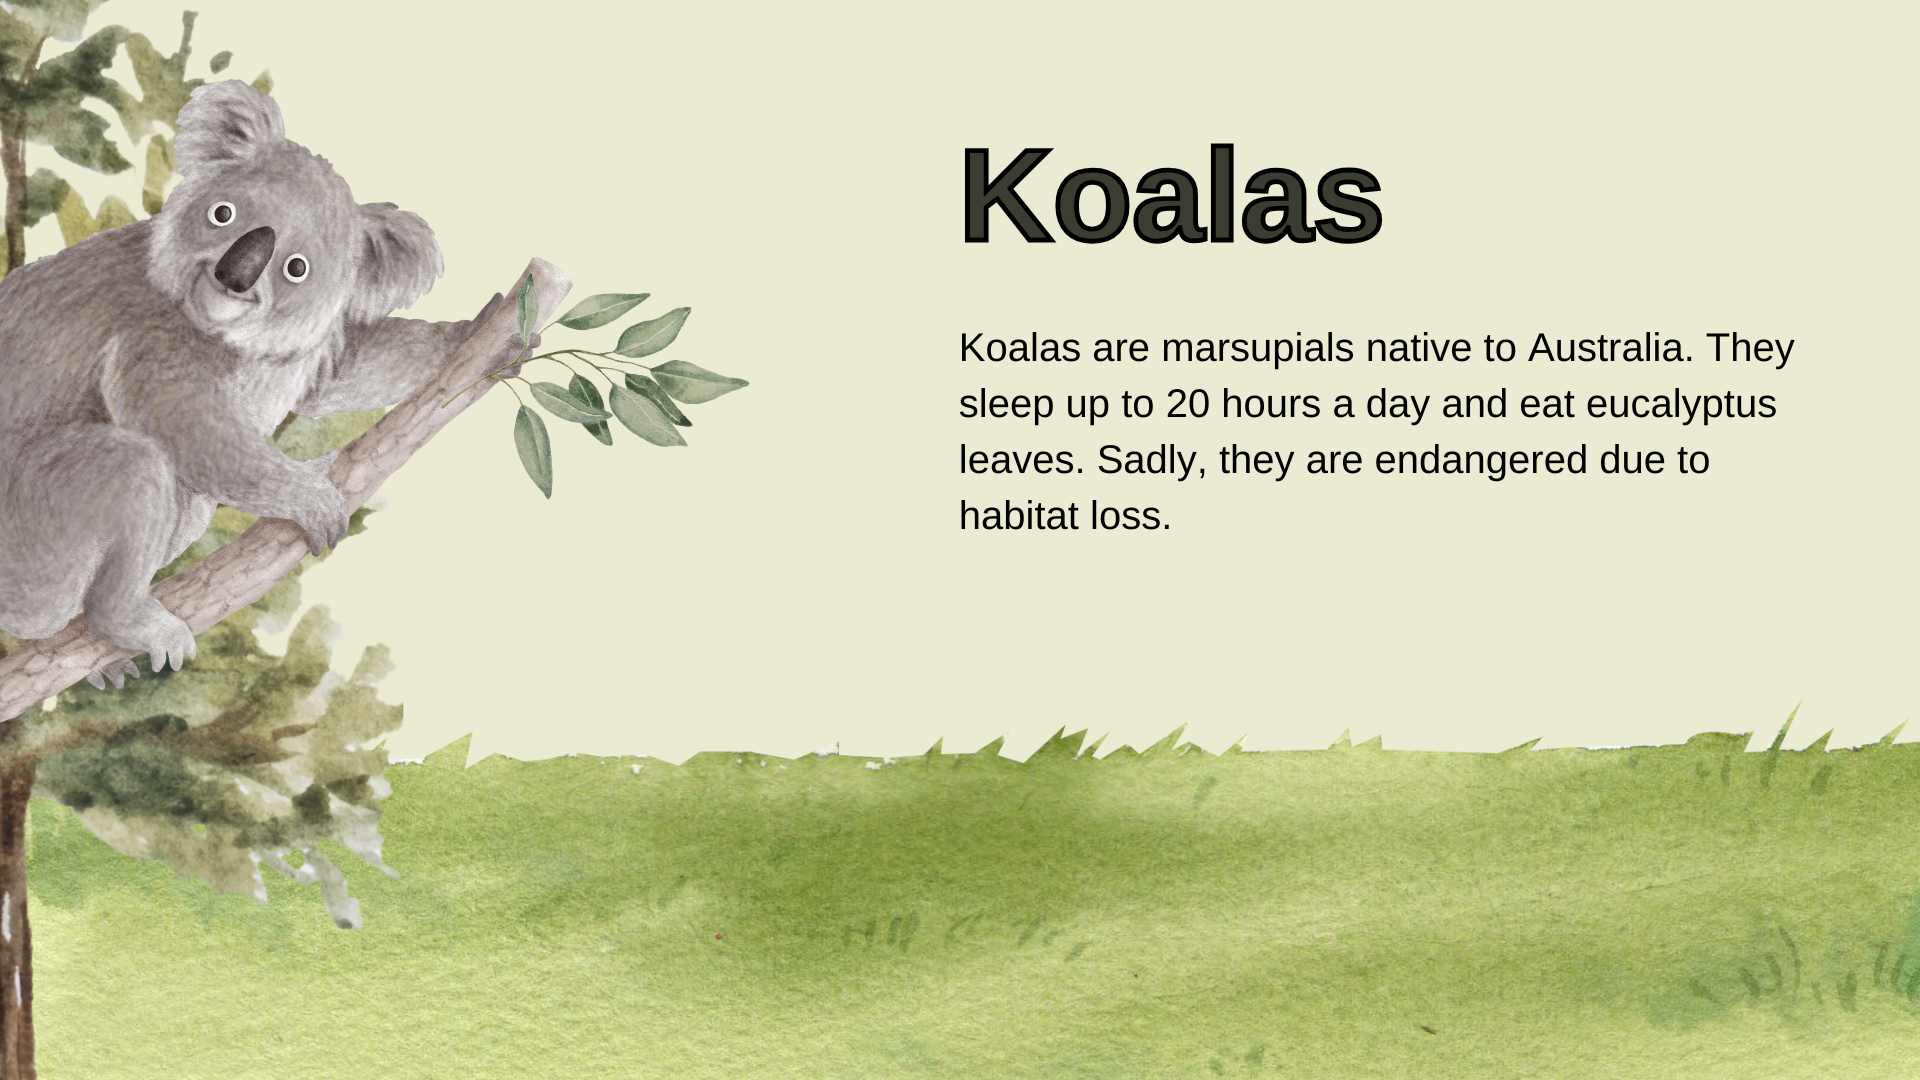 Koalas
Koalas are marsupials native to Australia. They
sleep up to 20 hours a day and eat eucalyptus
leaves. Sadly, they are endangered due to
habitat loss.